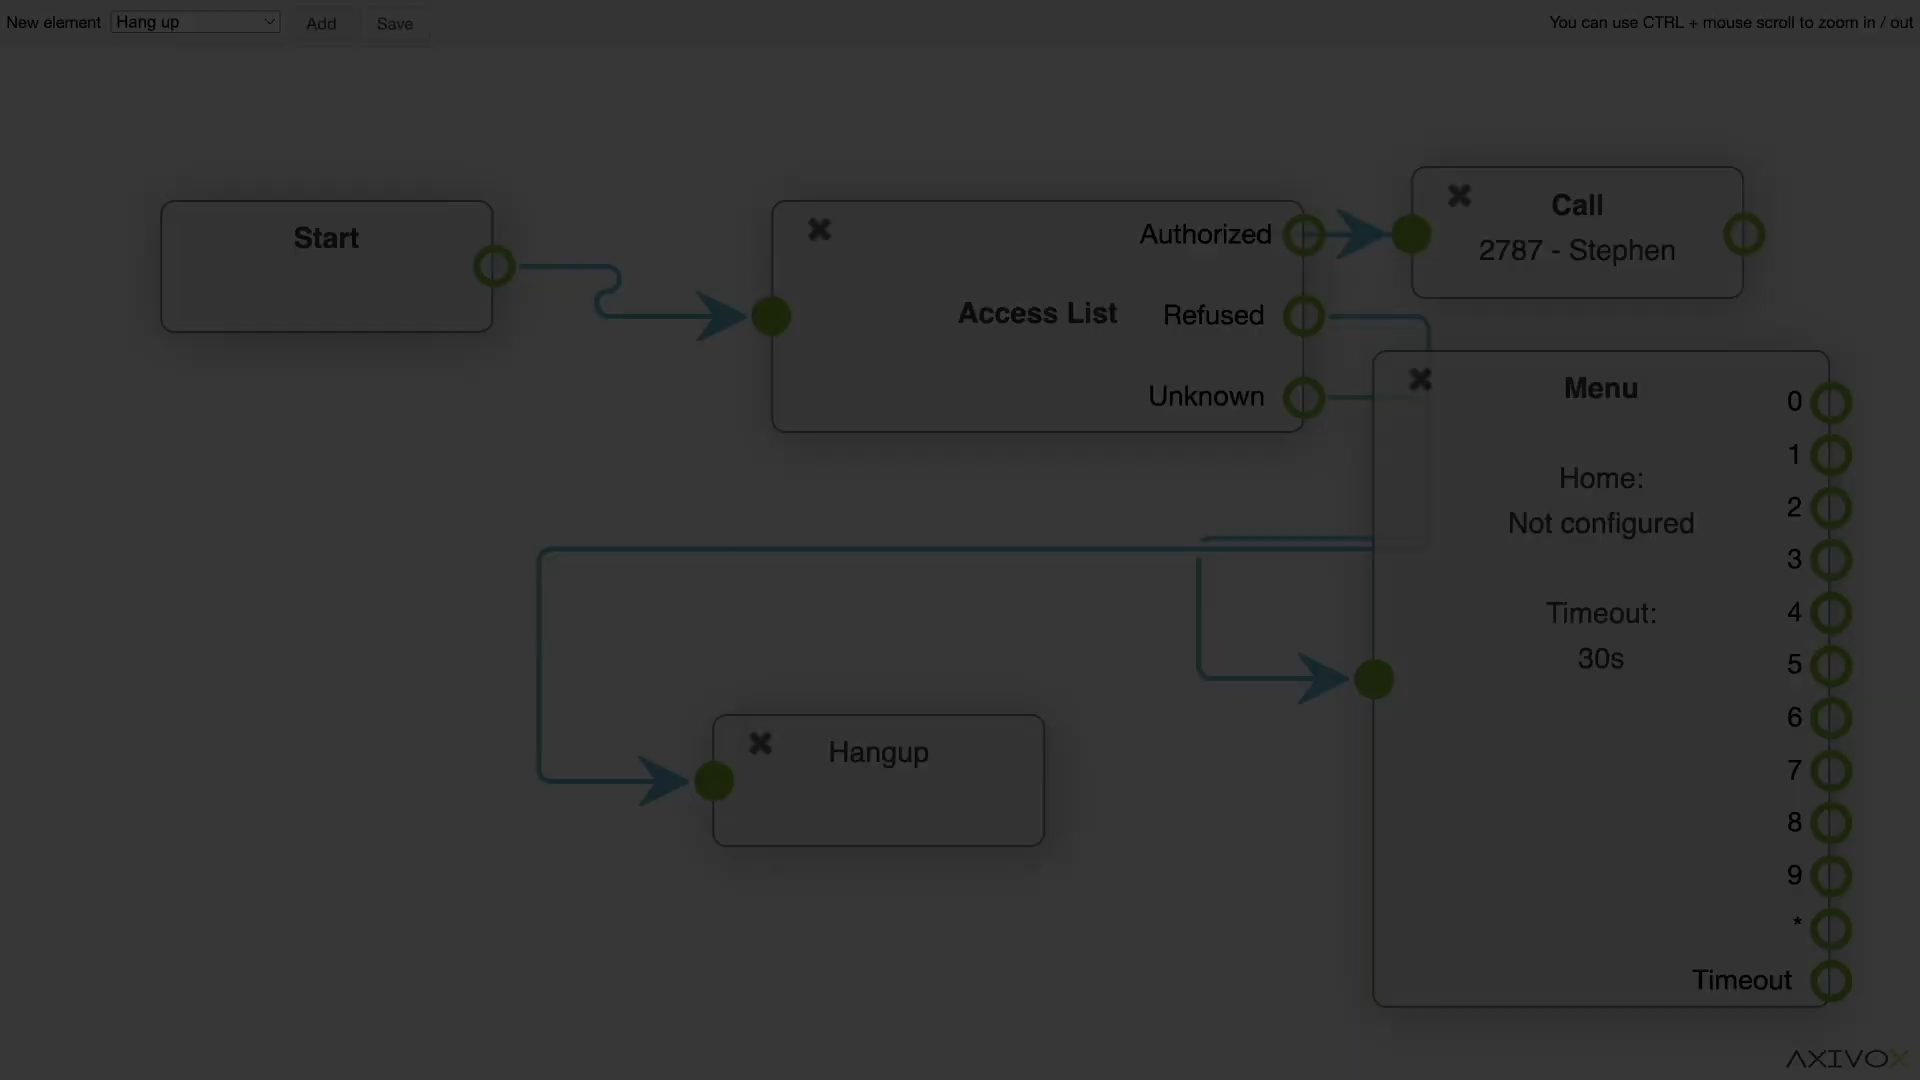 New element
Hang up
Add
Save
You can use CTRL + mouse scroll to zoom in / out
Start
Authorized
Access List
Refused
Unknown
Call
2787 - Stephen
Menu
Home:
Not configured
Timeout:
30s
0
1
2
3
4
5
6
7
8
9
*
Timeout
Hangup
AXIVOX